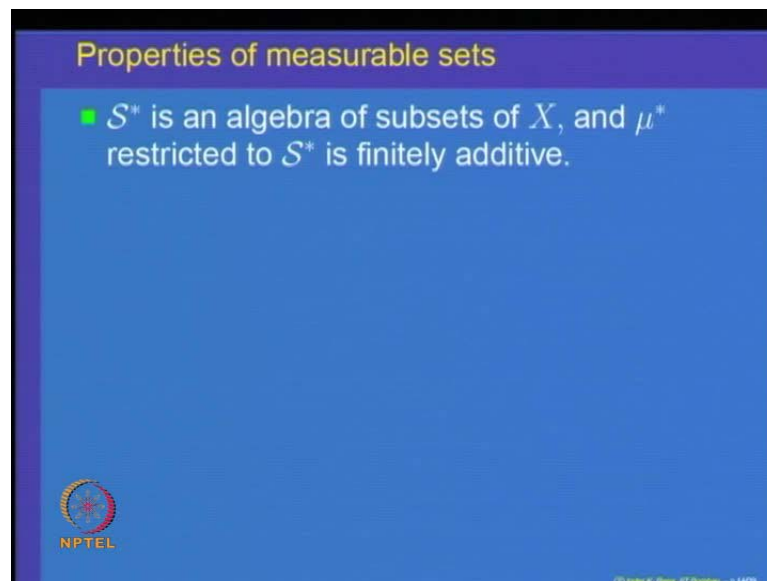 Properties of measurable sets
S* is an algebra of subsets of X, and μ*
restricted to S* is finitely additive.
NPTEL